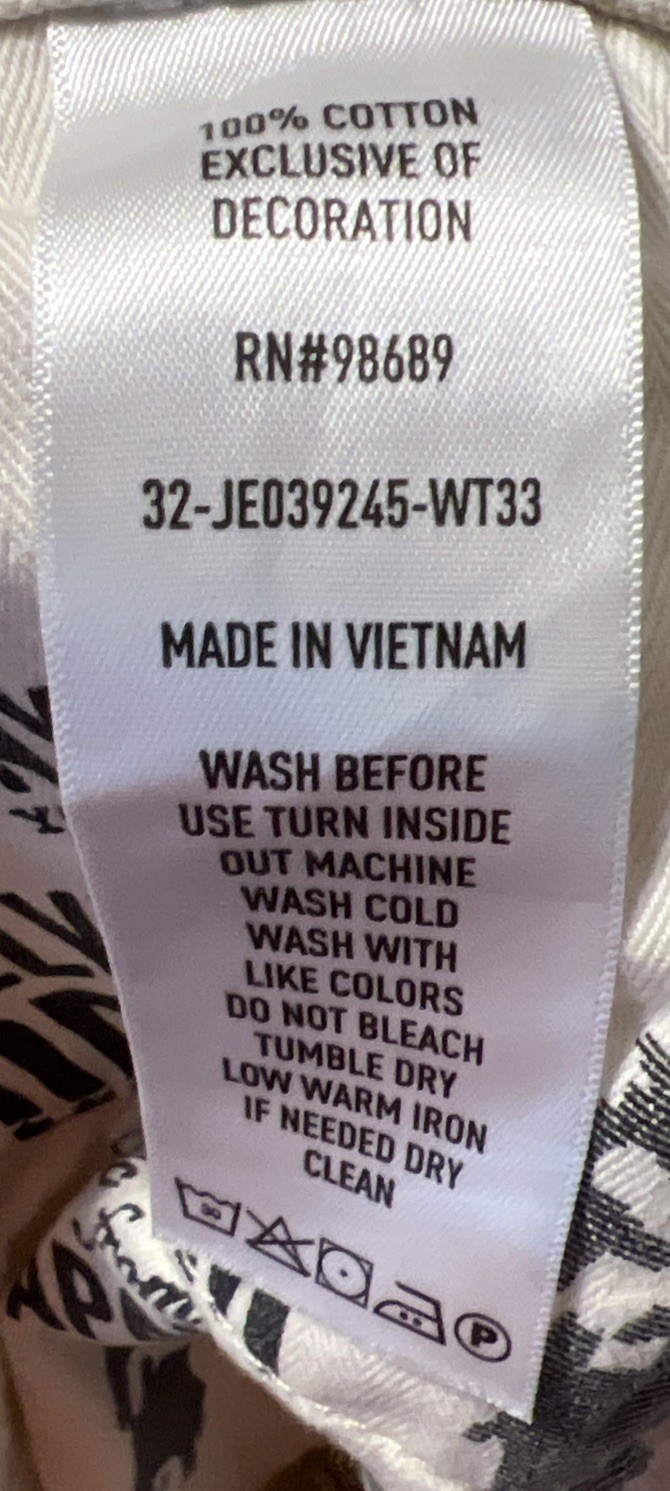 100% COTTON
EXCLUSIVE OF
DECORATION
RN#98689
32-JE039245-WT33
MADE IN VIETNAM
WASH BEFORE
USE TURN INSIDE
OUT MACHINE
WASH COLD
WASH WITH
LIKE COLORS
DO NOT BLEACH
TUMBLE DRY
LOW WARM IRON
IF NEEDED DRY
CLEAN
30
P